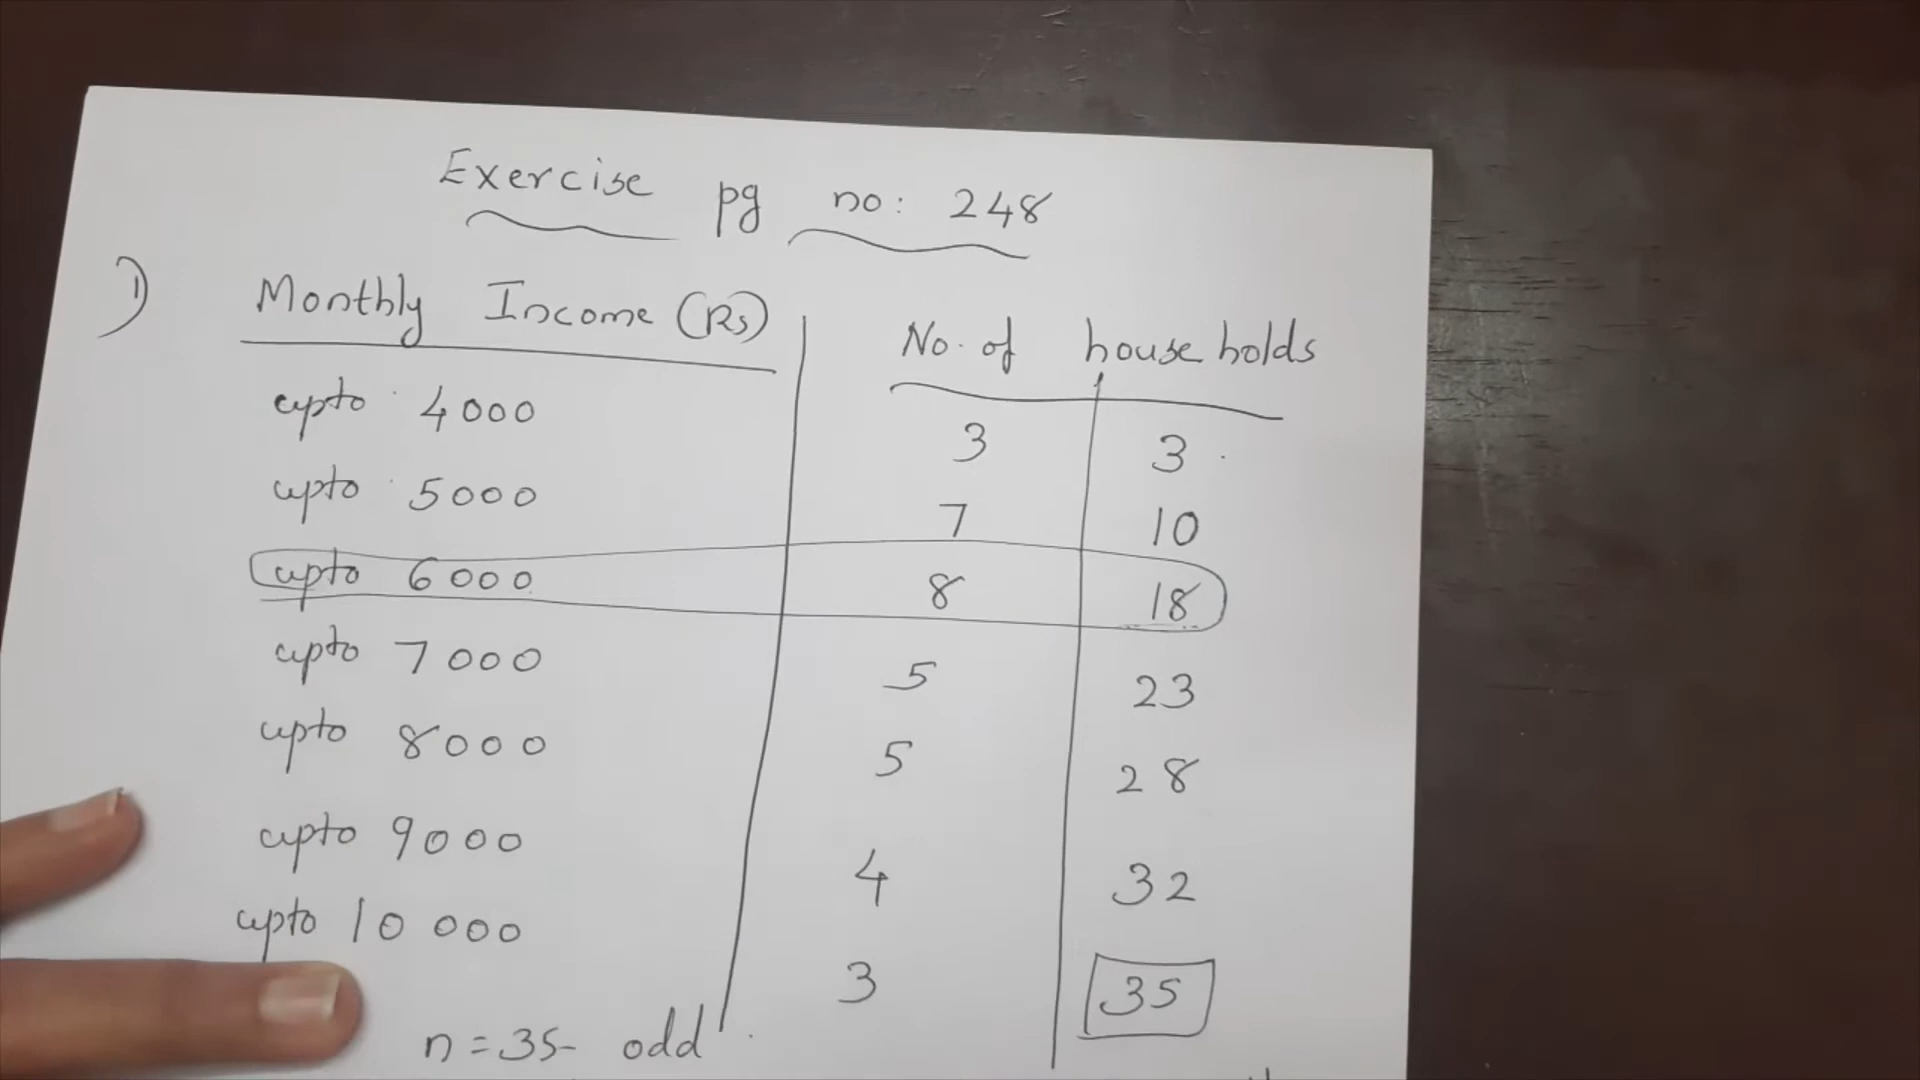 Exercise pg no: 248
1) Monthly Income (Rs) No. of households
upto 4000 3 3
upto 5000 7 10
upto 6000 8 18
upto 7000 5 23
upto 8000 5 28
upto 9000 4 32
upto 10 000 3 35
n = 35 odd